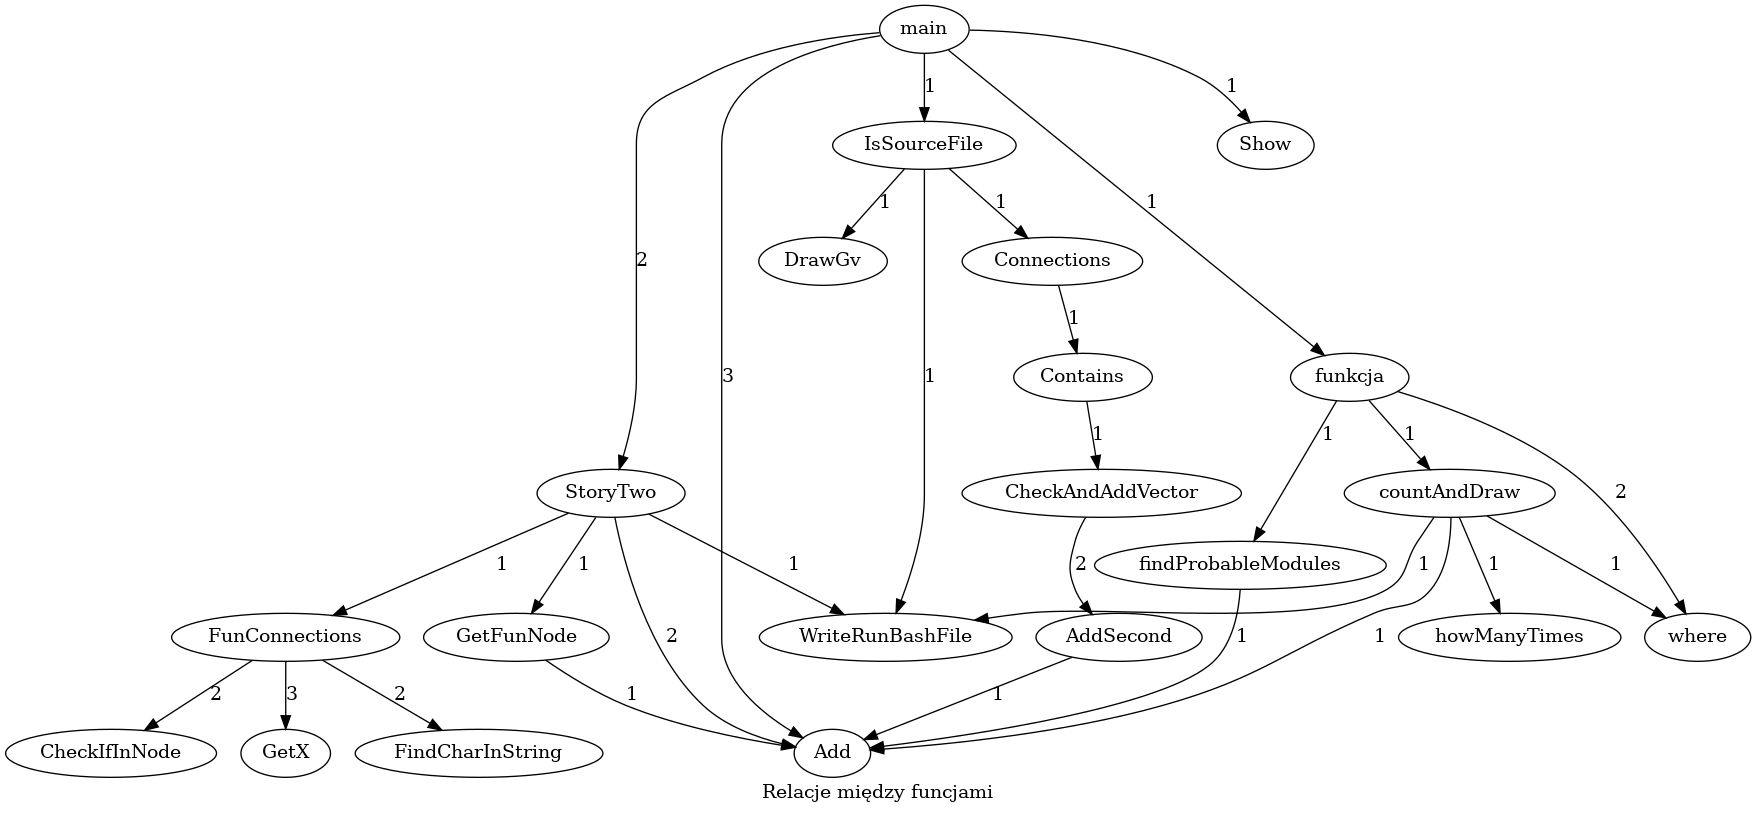 main
1
1
IsSourceFile
Show
1
1
1
2
DrawGv
Connections
1
3
1
Contains
funkcja
1
1
1
2
StoryTwo
CheckAndAddVector
countAndDraw
1
1
1
2
findProbableModules
1
1
1
FunConnections
GetFunNode
2
WriteRunBashFile
AddSecond
1
1
howManyTimes
where
2
3
2
1
1
CheckIfInNode
GetX
FindCharInString
Add
Relacje między funcjami